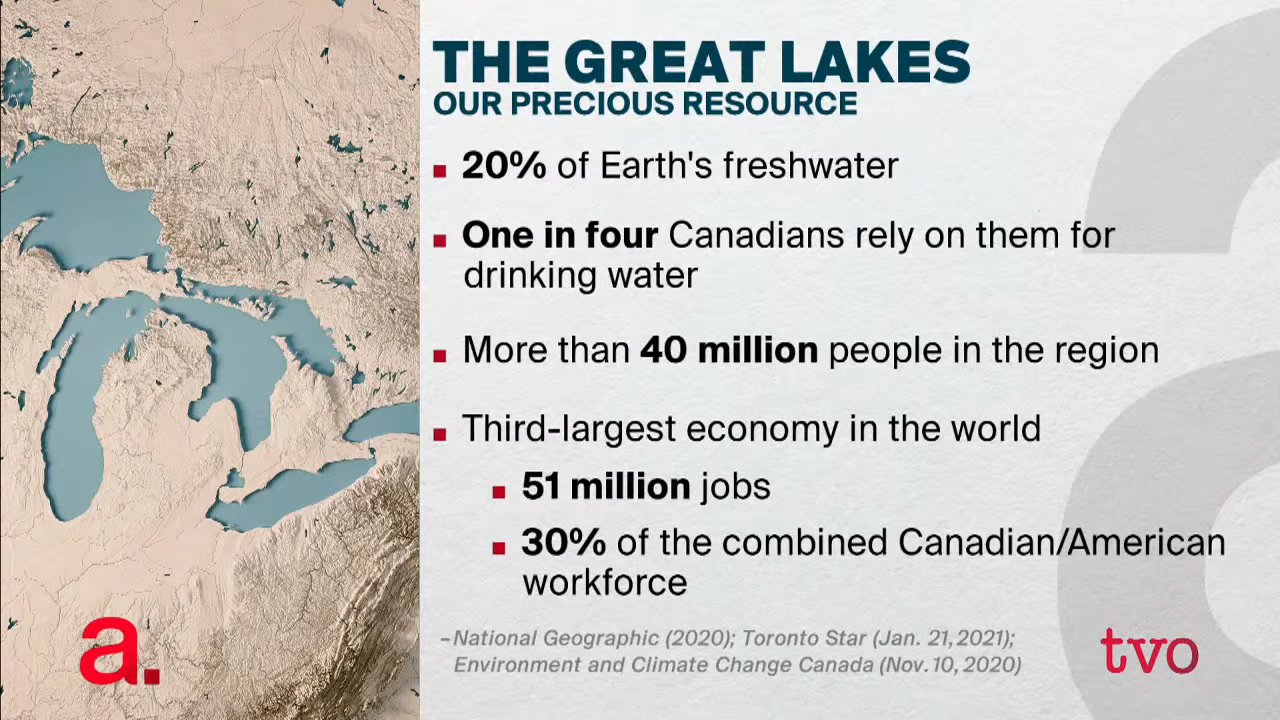 THE GREAT LAKES
OUR PRECIOUS RESOURCE
20% of Earth's freshwater
One in four Canadians rely on them for
drinking water
More than 40 million people in the region
Third-largest economy in the world
51 million jobs
30% of the combined Canadian/American
workforce
–National Geographic (2020); Toronto Star (Jan. 21, 2021);
Environment and Climate Change Canada (Nov. 10, 2020)
a.
tvo